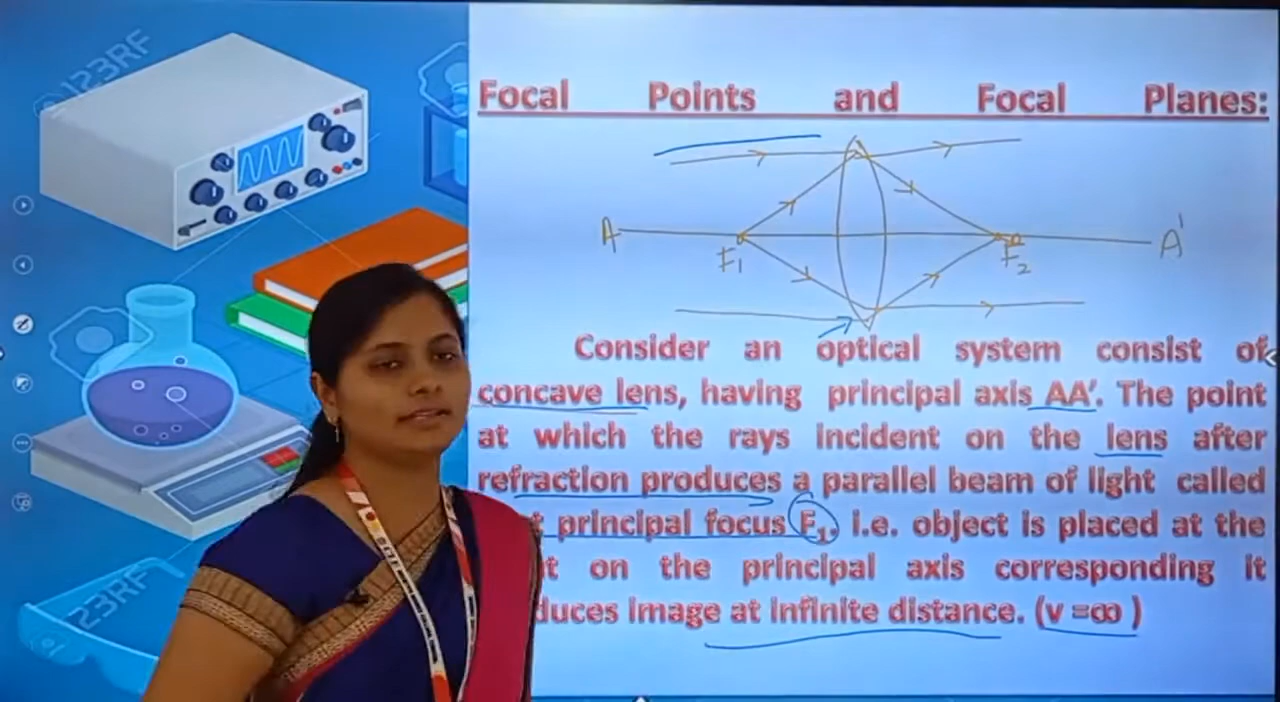 123RF
Focal Points and Focal Planes:
A
F₁
F₂
A'
Consider an optical system consist of
concave lens, having principal axis AA'. The point
at which the rays incident on the lens after
refraction produces a parallel beam of light called
principal focus F₁. i.e. object is placed at the
on the principal axis corresponding it
image at infinite distance. (v =∞ )
23RF